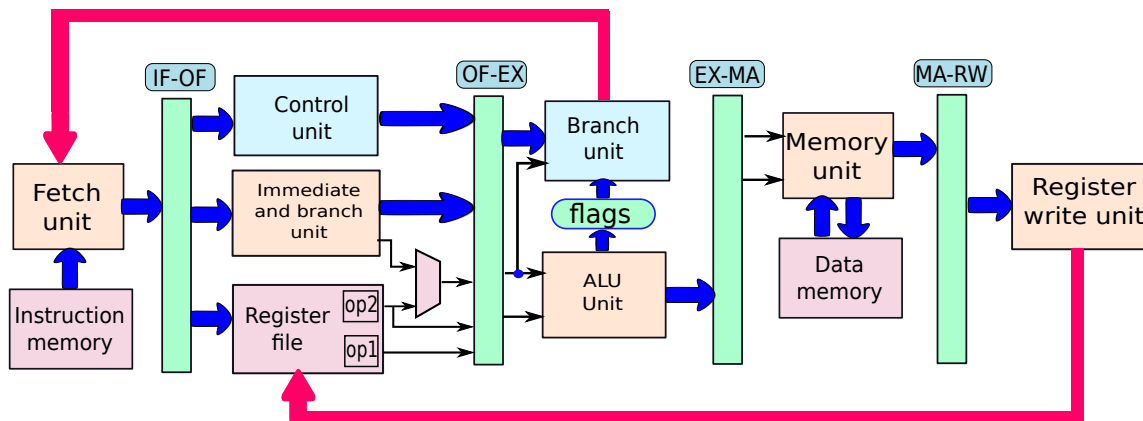 IF-OF
OF-EX
EX-MA
MA-RW
Control
unit
Branch
unit
Memory
unit
Fetch
unit
Immediate
and branch
unit
flags
Register
write unit
Instruction
memory
Register
file
op2
op1
ALU
Unit
Data
memory